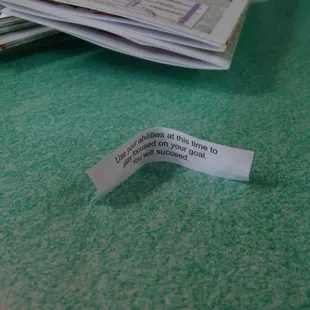 Use your abilities at this time to
stay focused on your goal.
You will succeed.